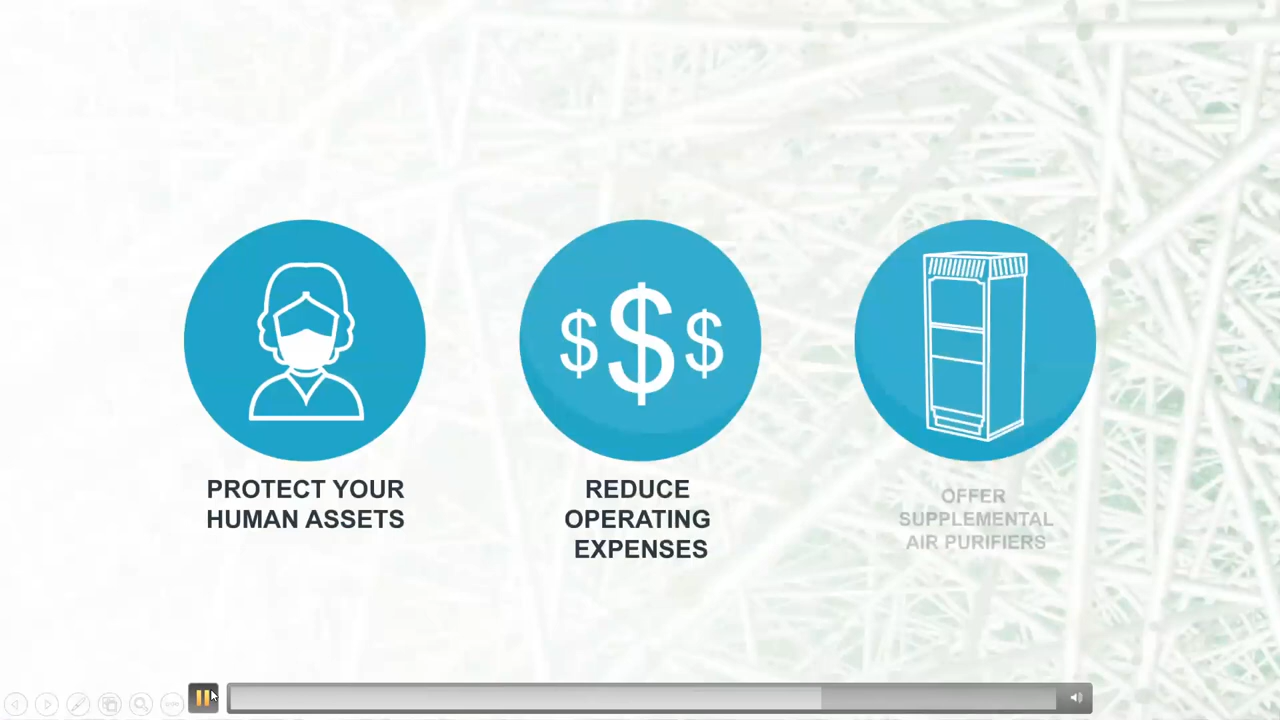 $$$
PROTECT YOUR
HUMAN ASSETS
REDUCE
OPERATING
EXPENSES
OFFER
SUPPLEMENTAL
AIR PURIFIERS